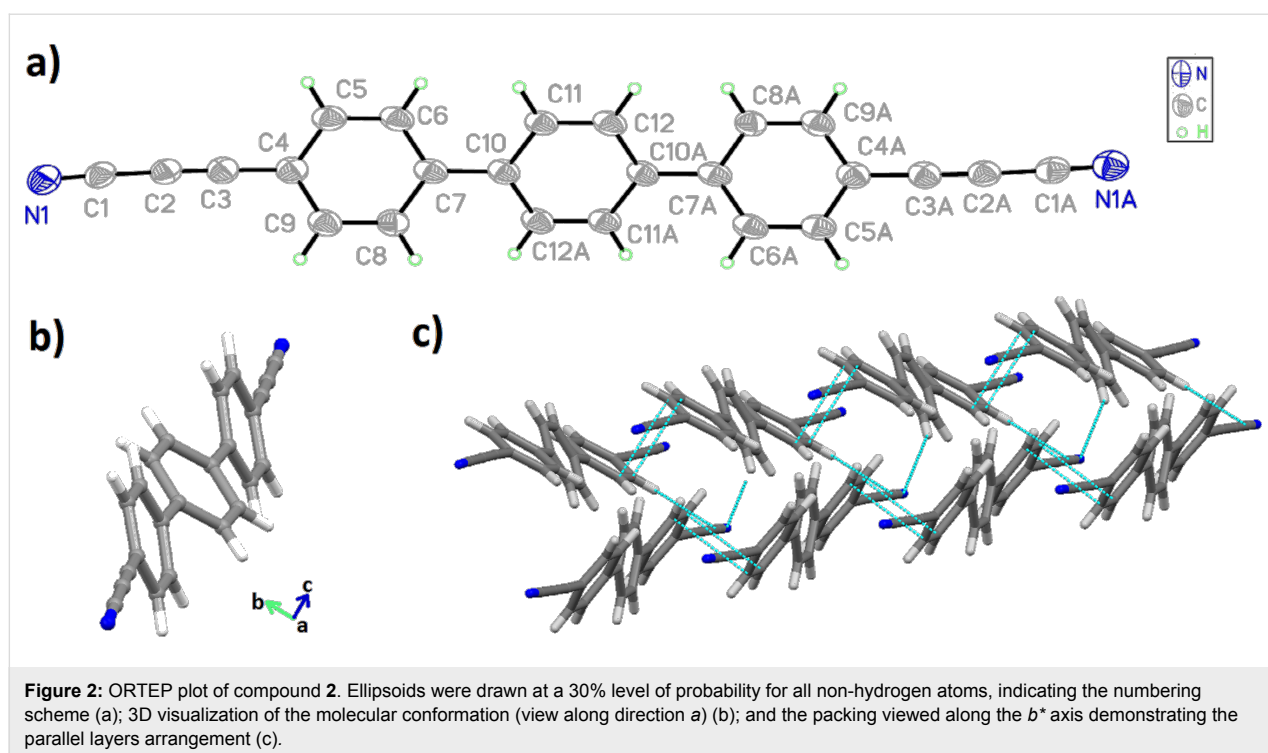 a)
N
C
H
C5 C6 C11 C12 C8A C9A
C4 C10 C10A C4A
N1 C1 C2 C3 C7 C7A C3A C2A C1A N1A
C9 C8 C12A C11A C6A C5A
b)
c)
b c
a
Figure 2: ORTEP plot of compound 2. Ellipsoids were drawn at a 30% level of probability for all non-hydrogen atoms, indicating the numbering
scheme (a); 3D visualization of the molecular conformation (view along direction a) (b); and the packing viewed along the b* axis demonstrating the
parallel layers arrangement (c).